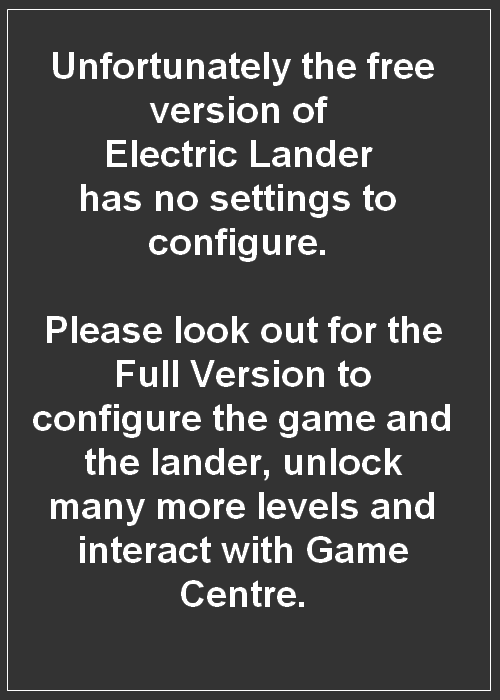 Unfortunately the free
version of
Electric Lander
has no settings to
configure.
Please look out for the
Full Version to
configure the game and
the lander, unlock
many more levels and
interact with Game
Centre.